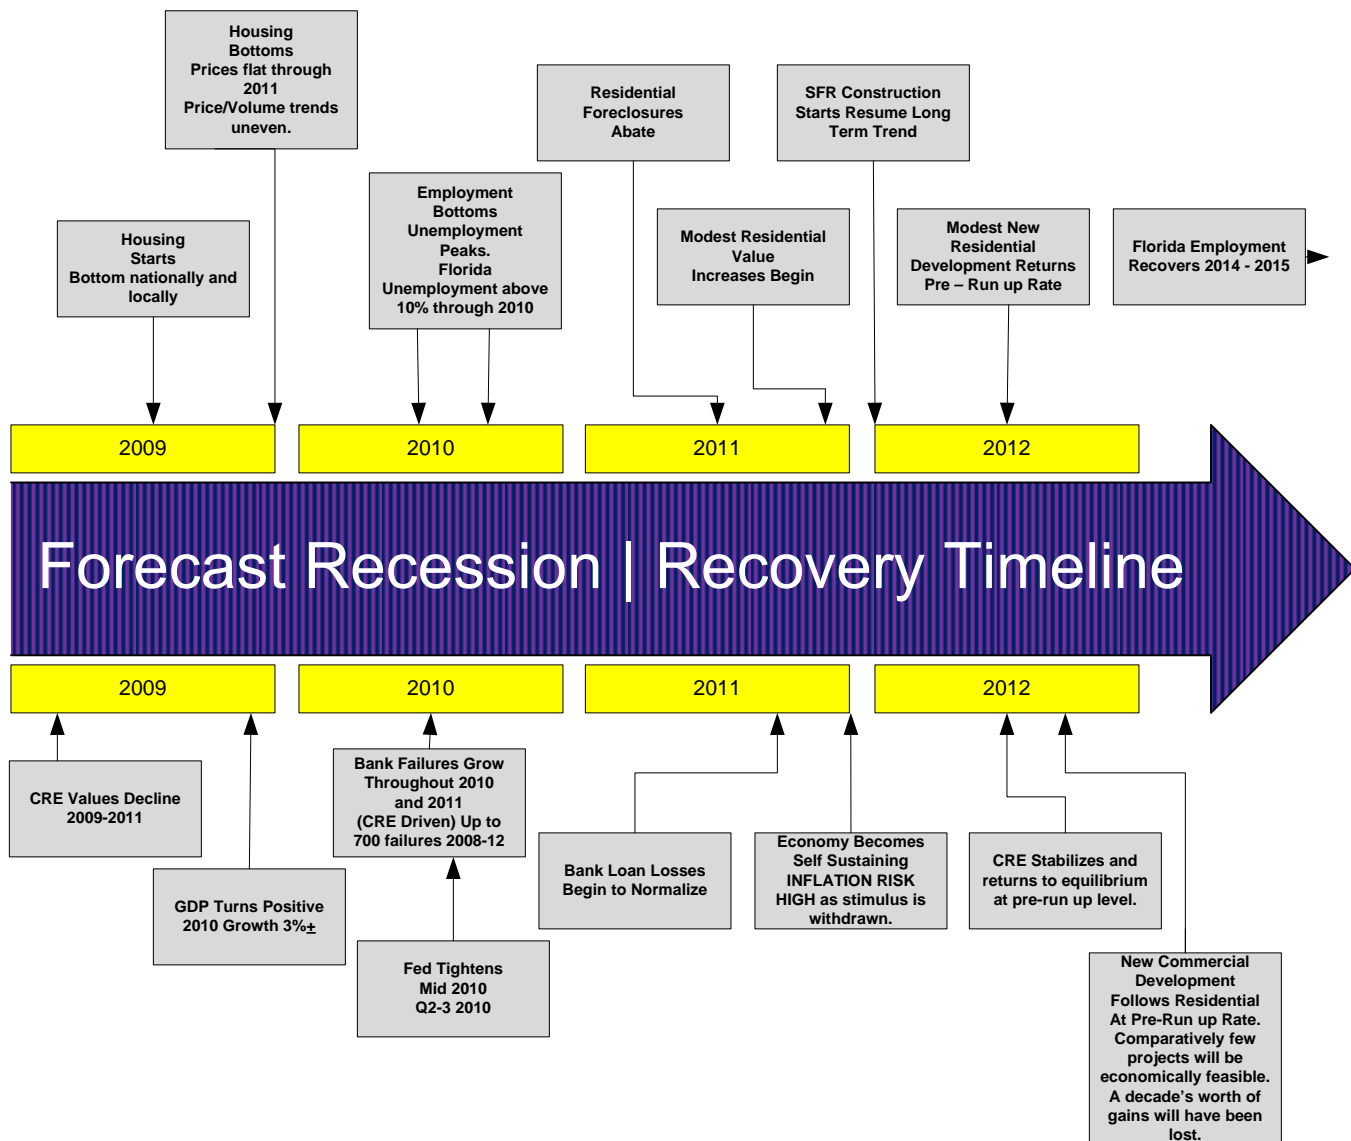 Housing
Bottoms
Prices flat through
2011
Price/Volume trends
uneven.
Residential
Foreclosures
Abate
SFR Construction
Starts Resume Long
Term Trend
Housing
Starts
Bottom nationally and
locally
Employment
Bottoms
Unemployment
Peaks.
Florida
Unemployment above
10% through 2010
Modest Residential
Value
Increases Begin
Modest New
Residential
Development Returns
Pre – Run up Rate
Florida Employment
Recovers 2014 - 2015
2009
2010
2011
2012
Forecast Recession | Recovery Timeline
2009
2010
2011
2012
CRE Values Decline
2009-2011
GDP Turns Positive
2010 Growth 3%±
Bank Failures Grow
Throughout 2010
and 2011
(CRE Driven) Up to
700 failures 2008-12
Fed Tightens
Mid 2010
Q2-3 2010
Bank Loan Losses
Begin to Normalize
Economy Becomes
Self Sustaining
INFLATION RISK
HIGH as stimulus is
withdrawn.
CRE Stabilizes and
returns to equilibrium
at pre-run up level.
New Commercial
Development
Follows Residential
At Pre-Run up Rate.
Comparatively few
projects will be
economically feasible.
A decade's worth of
gains will have been
lost.